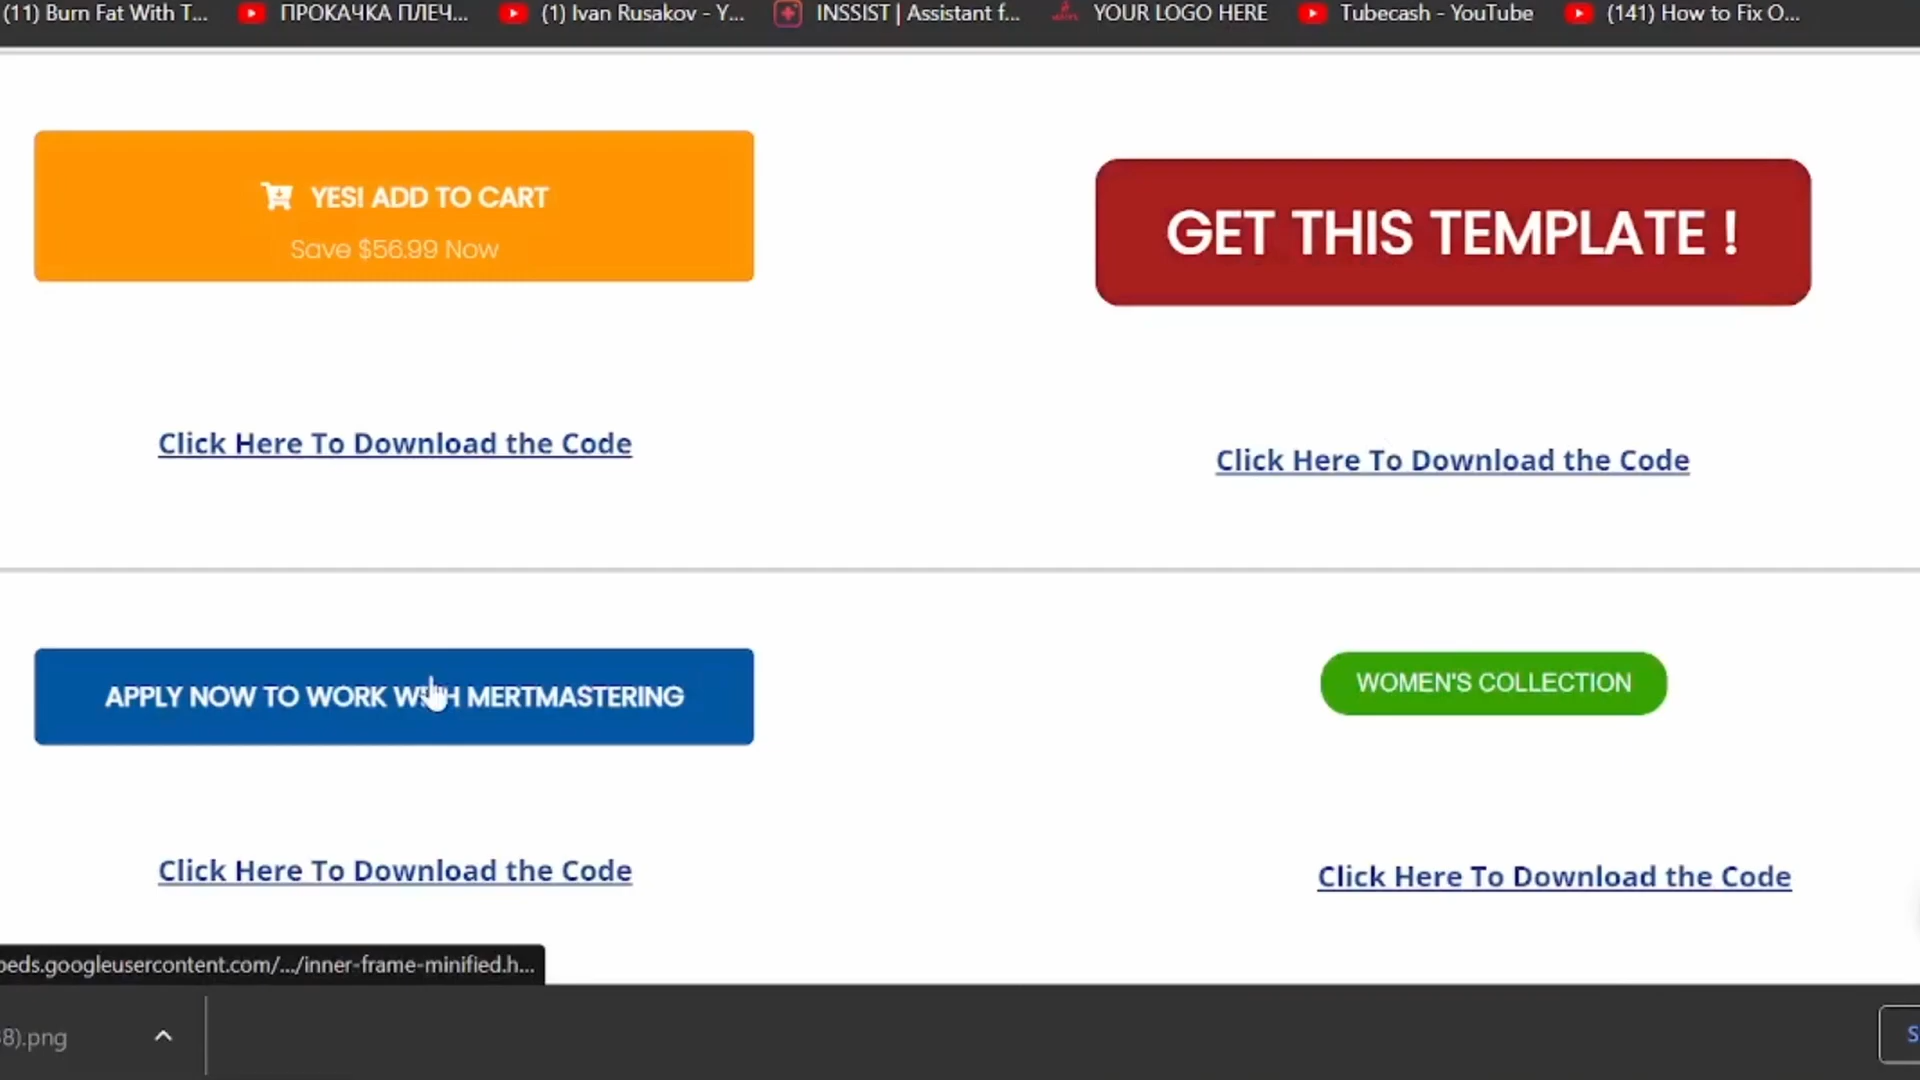 (11) Burn Fat With T...
ПРОКАЧКА ПЛЕЧ...
(1) Ivan Rusakov - Y...
INSSIST | Assistant f...
YOUR LOGO HERE
Tubecash - YouTube
(141) How to Fix O...
YES! ADD TO CART
Save $56.99 Now
GET THIS TEMPLATE !
Click Here To Download the Code
Click Here To Download the Code
APPLY NOW TO WORK WITH MERTMASTERING
WOMEN'S COLLECTION
Click Here To Download the Code
Click Here To Download the Code
beds.googleusercontent.com/.../inner-frame-minified.h...
8).png
S